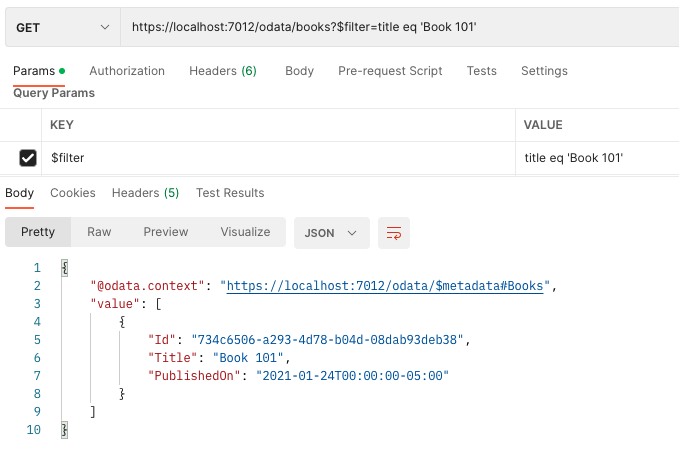 GET https://localhost:7012/odata/books?$filter=title eq 'Book 101'
Params Authorization Headers (6) Body Pre-request Script Tests Settings
Query Params
KEY VALUE
$filter title eq 'Book 101'
Body Cookies Headers (5) Test Results
Pretty Raw Preview Visualize JSON
1 {
2 "@odata.context": "https://localhost:7012/odata/$metadata#Books",
3 "value": [
4 {
5 "Id": "734c6506-a293-4d78-b04d-08dab93deb38",
6 "Title": "Book 101",
7 "PublishedOn": "2021-01-24T00:00:00-05:00"
8 }
9 ]
10 }